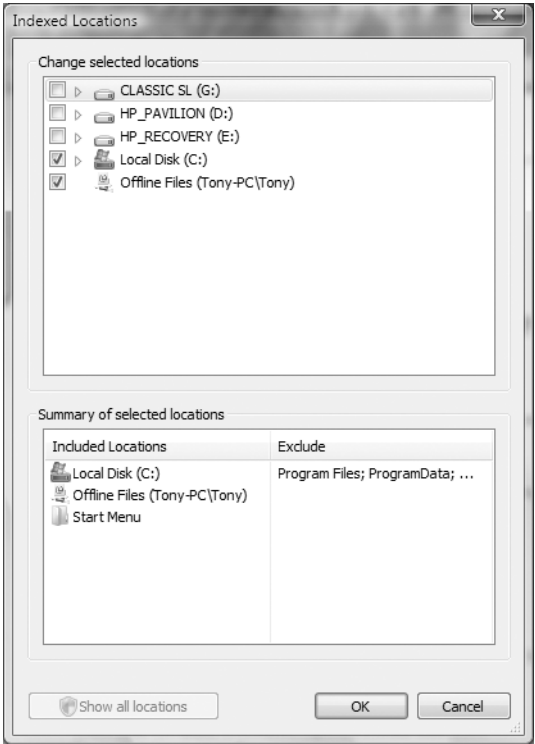 Indexed Locations
Change selected locations
CLASSIC SL (G:)
HP_PAVILION (D:)
HP_RECOVERY (E:)
Local Disk (C:)
Offline Files (Tony-PC\Tony)
Summary of selected locations
Included Locations Exclude
Local Disk (C:) Program Files; ProgramData; ...
Offline Files (Tony-PC\Tony)
Start Menu
Show all locations OK Cancel